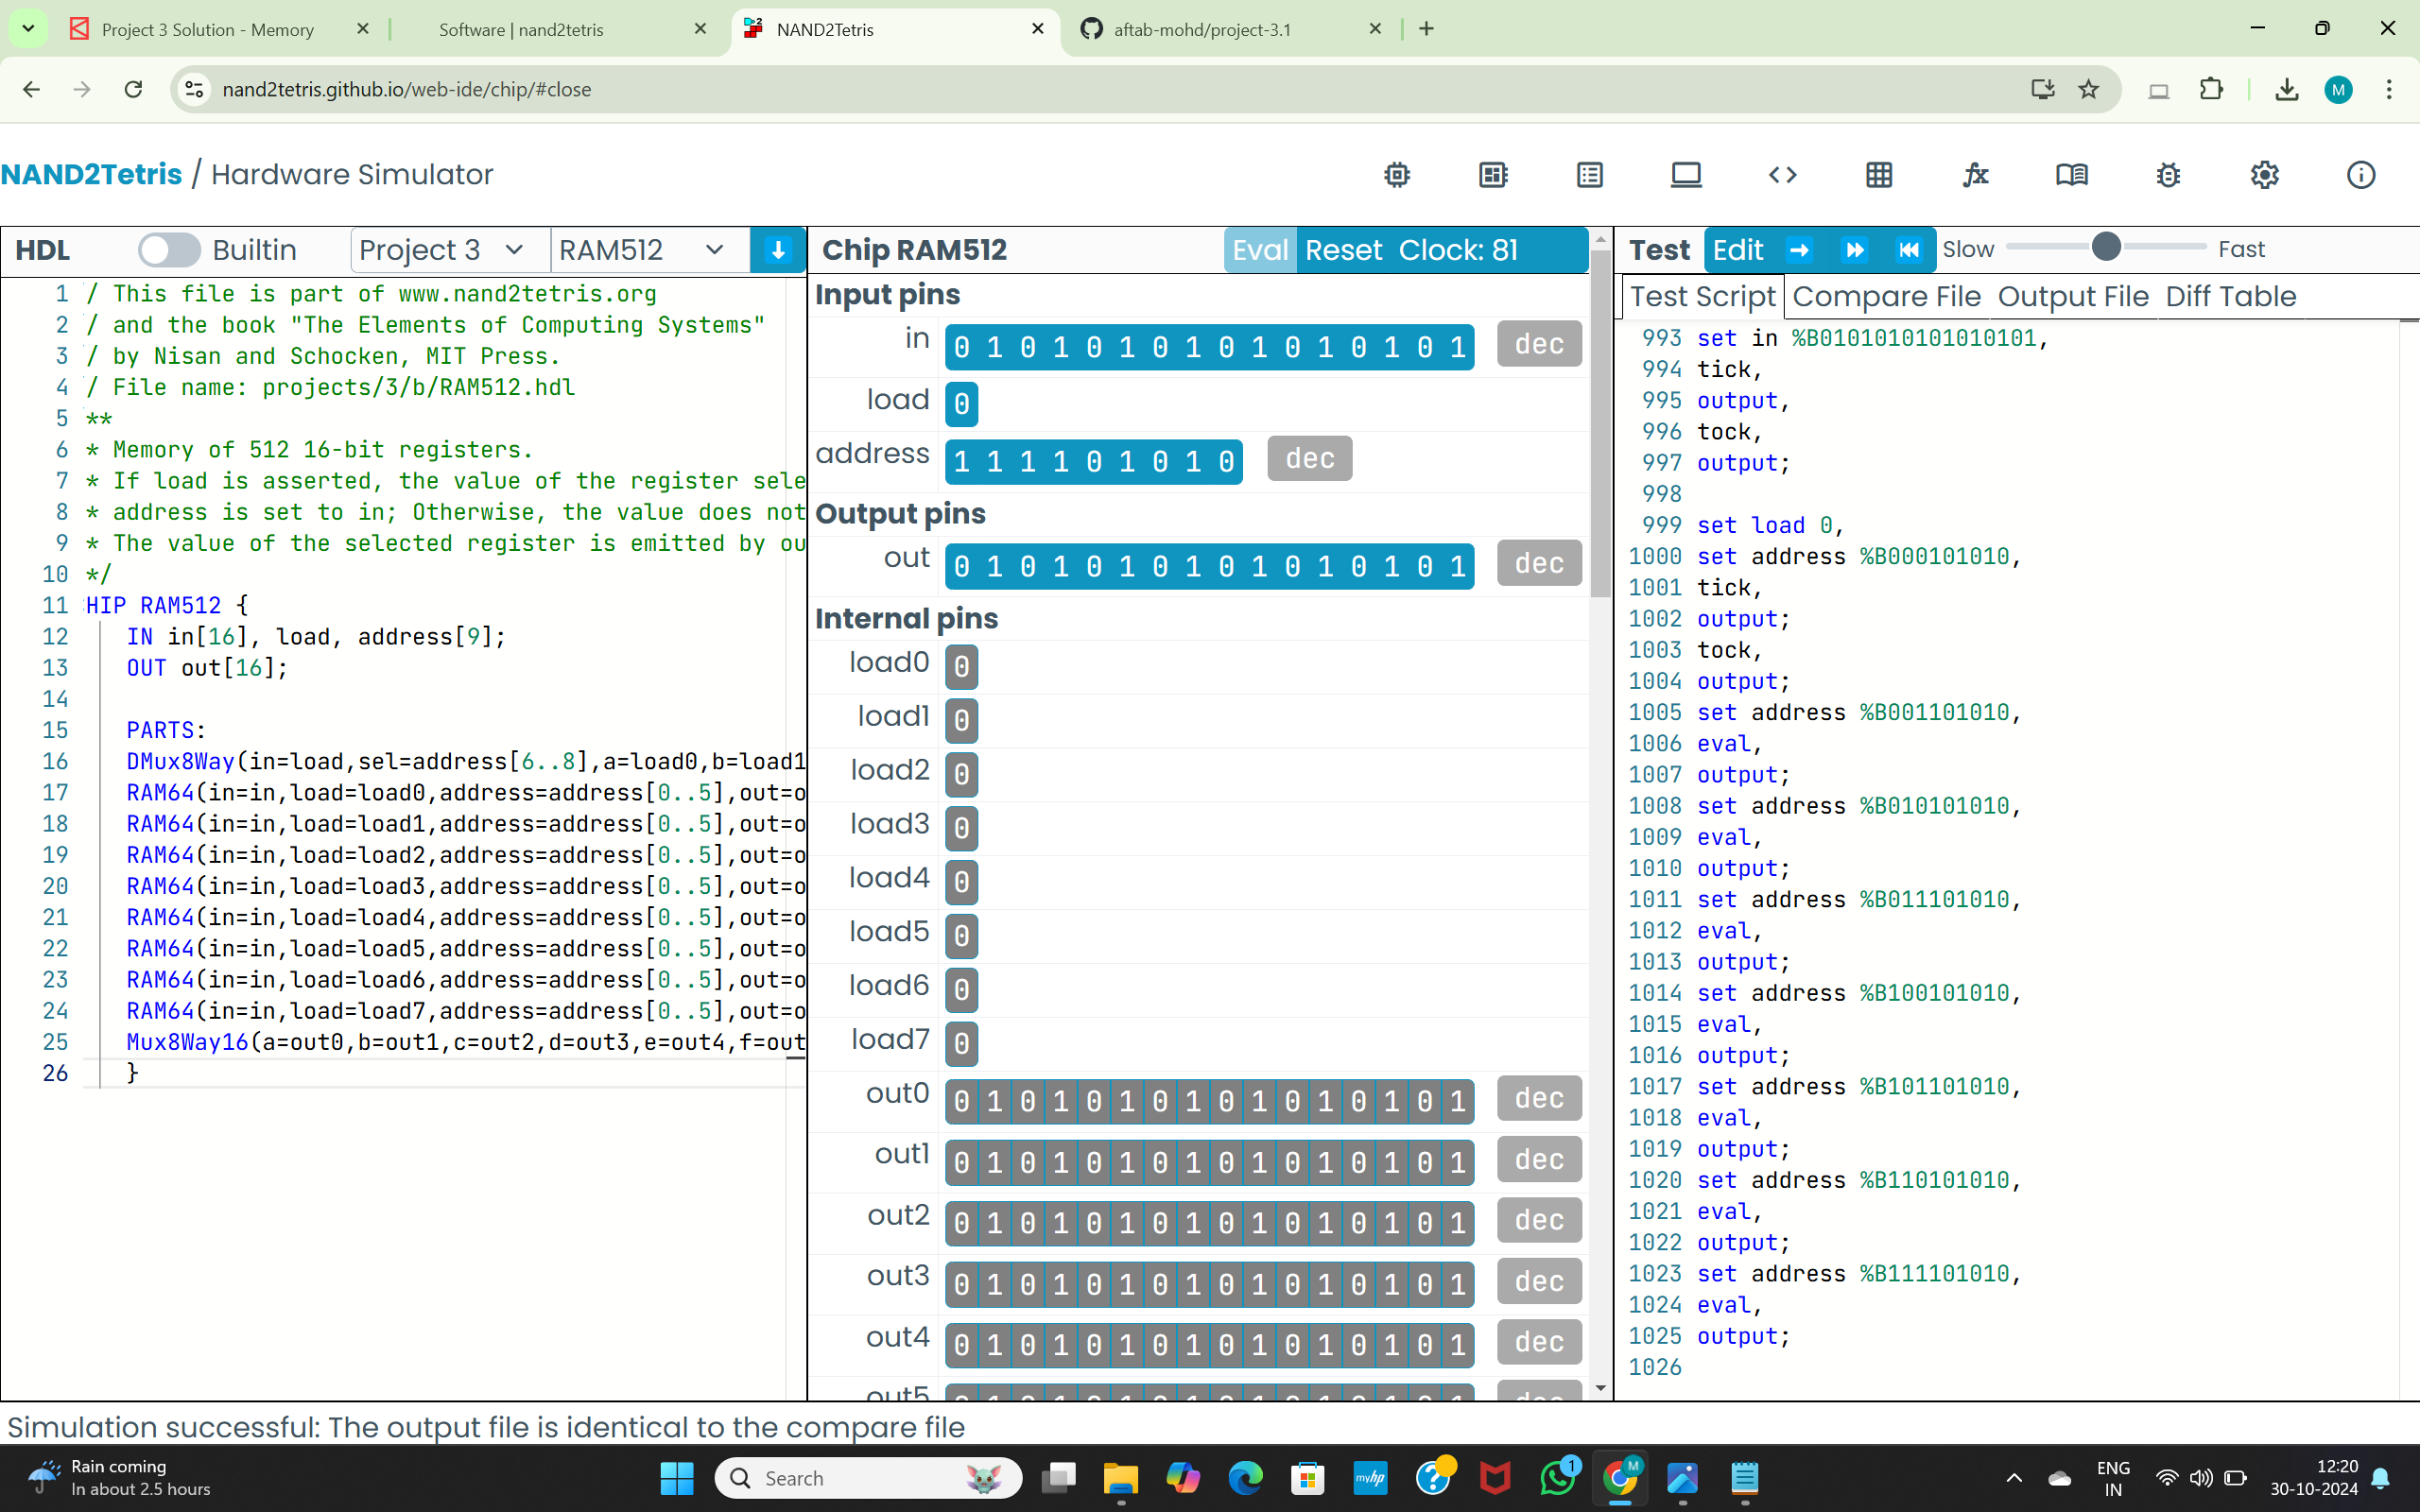 Project 3 Solution - Memory
Software | nand2tetris
NAND2Tetris
aftab-mohd/project-3.1
nand2tetris.github.io/web-ide/chip/#close
M
NAND2Tetris / Hardware Simulator
HDL
Builtin
Project 3
RAM512
1 / This file is part of www.nand2tetris.org
2 / and the book "The Elements of Computing Systems"
3 / by Nisan and Schocken, MIT Press.
4 / File name: projects/3/b/RAM512.hdl
5 **
6 * Memory of 512 16-bit registers.
7 * If load is asserted, the value of the register sele
8 * address is set to in; Otherwise, the value does not
9 * The value of the selected register is emitted by ou
10 */
11 HIP RAM512 {
12 IN in[16], load, address[9];
13 OUT out[16];
14
15 PARTS:
16 DMux8Way(in=load,sel=address[6..8],a=load0,b=load1
17 RAM64(in=in,load=load0,address=address[0..5],out=o
18 RAM64(in=in,load=load1,address=address[0..5],out=o
19 RAM64(in=in,load=load2,address=address[0..5],out=o
20 RAM64(in=in,load=load3,address=address[0..5],out=o
21 RAM64(in=in,load=load4,address=address[0..5],out=o
22 RAM64(in=in,load=load5,address=address[0..5],out=o
23 RAM64(in=in,load=load6,address=address[0..5],out=o
24 RAM64(in=in,load=load7,address=address[0..5],out=o
25 Mux8Way16(a=out0,b=out1,c=out2,d=out3,e=out4,f=out
26 }
Chip RAM512
Eval Reset Clock: 81
Input pins
in 0 1 0 1 0 1 0 1 0 1 0 1 0 1 0 1 dec
load 0
address 1 1 1 1 0 1 0 1 0 dec
Output pins
out 0 1 0 1 0 1 0 1 0 1 0 1 0 1 0 1 dec
Internal pins
load0 0
load1 0
load2 0
load3 0
load4 0
load5 0
load6 0
load7 0
out0 0 1 0 1 0 1 0 1 0 1 0 1 0 1 0 1 dec
out1 0 1 0 1 0 1 0 1 0 1 0 1 0 1 0 1 dec
out2 0 1 0 1 0 1 0 1 0 1 0 1 0 1 0 1 dec
out3 0 1 0 1 0 1 0 1 0 1 0 1 0 1 0 1 dec
out4 0 1 0 1 0 1 0 1 0 1 0 1 0 1 0 1 dec
out5 0 1 0 1 0 1 0 1 0 1 0 1 0 1 0 1 dec
Test Edit Slow Fast
Test Script Compare File Output File Diff Table
993 set in %B0101010101010101,
994 tick,
995 output,
996 tock,
997 output;
998
999 set load 0,
1000 set address %B000101010,
1001 tick,
1002 output;
1003 tock,
1004 output;
1005 set address %B001101010,
1006 eval,
1007 output;
1008 set address %B010101010,
1009 eval,
1010 output;
1011 set address %B011101010,
1012 eval,
1013 output;
1014 set address %B100101010,
1015 eval,
1016 output;
1017 set address %B101101010,
1018 eval,
1019 output;
1020 set address %B110101010,
1021 eval,
1022 output;
1023 set address %B111101010,
1024 eval,
1025 output;
1026
Simulation successful: The output file is identical to the compare file
Rain coming
In about 2.5 hours
Search
myhp
1
M
ENG
IN
12:20
30-10-2024